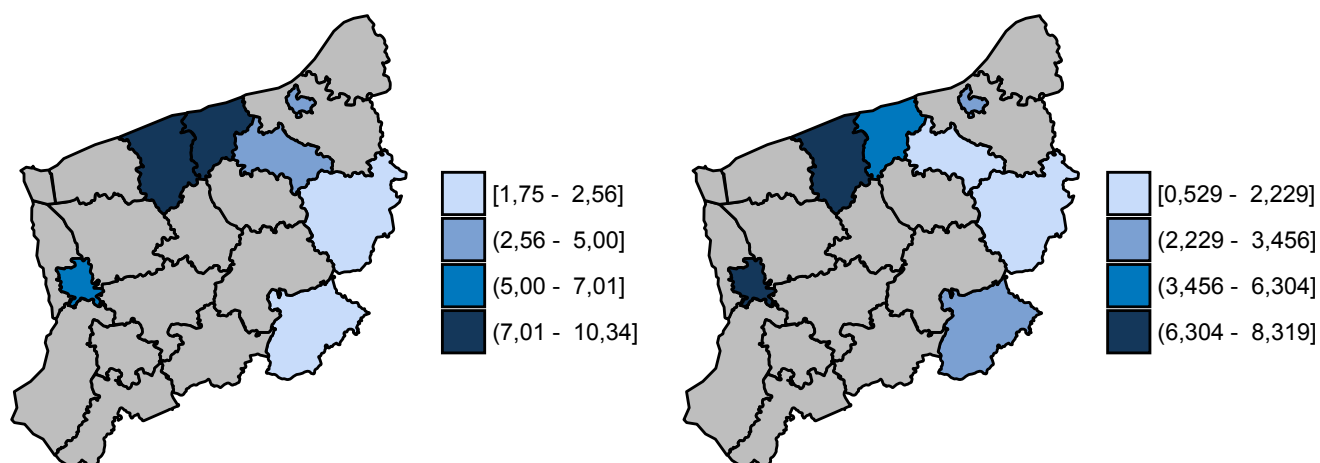 [1,75 - 2,56]
(2,56 - 5,00]
(5,00 - 7,01]
(7,01 - 10,34]
[0,529 - 2,229]
(2,229 - 3,456]
(3,456 - 6,304]
(6,304 - 8,319]